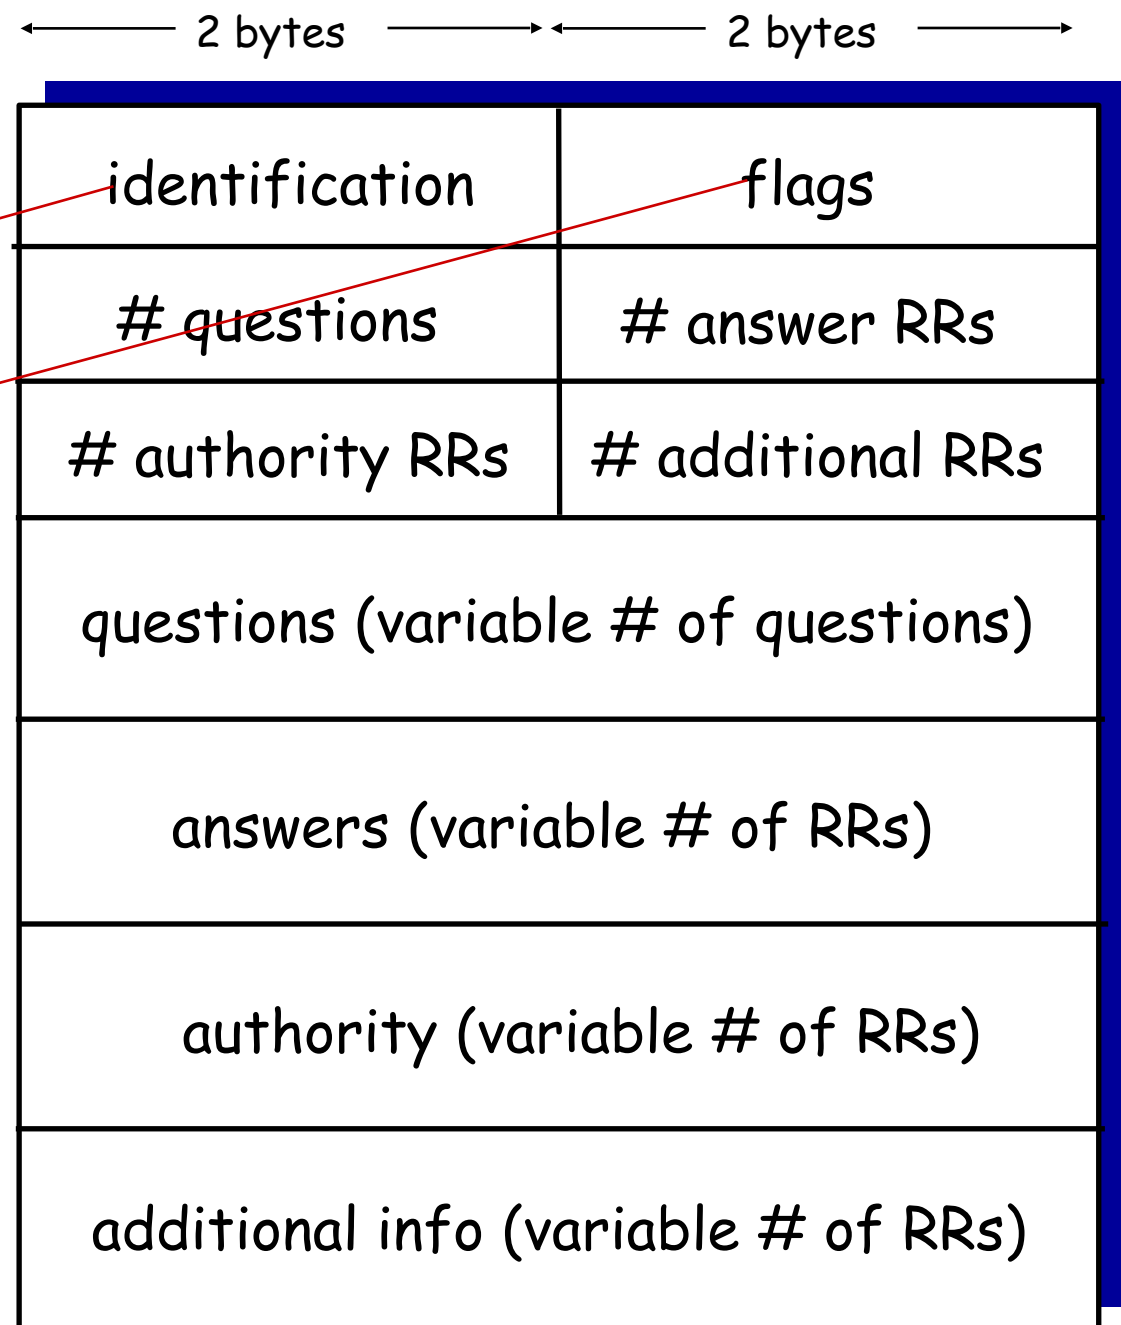 2 bytes 2 bytes
identification flags
# questions # answer RRs
# authority RRs # additional RRs
questions (variable # of questions)
answers (variable # of RRs)
authority (variable # of RRs)
additional info (variable # of RRs)